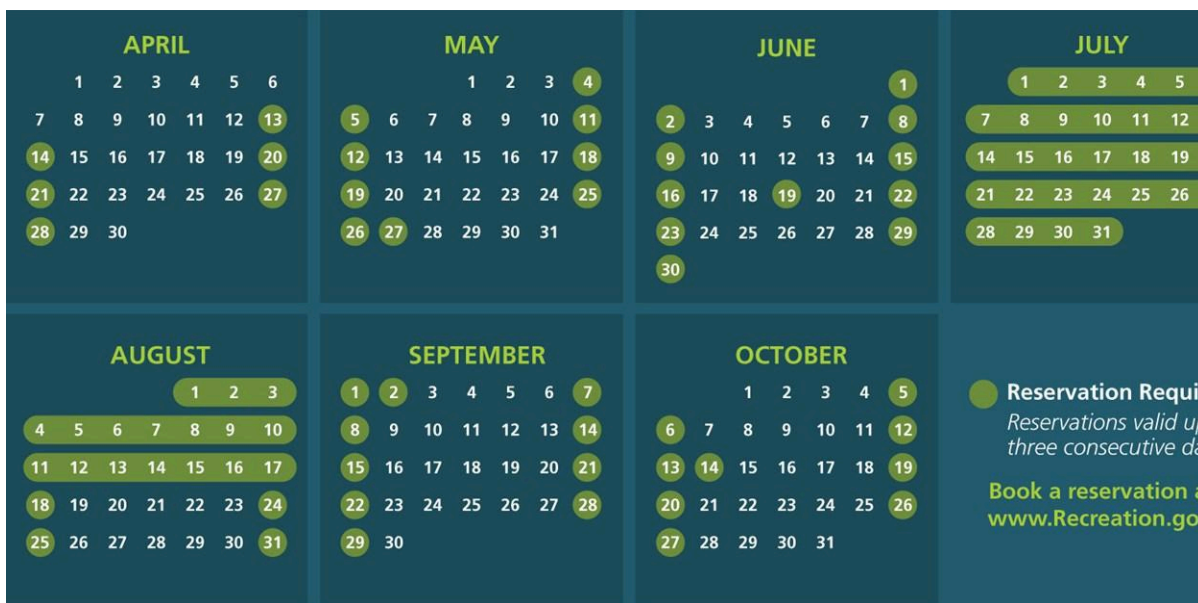 APRIL
1 2 3 4 5 6
7 8 9 10 11 12 13
14 15 16 17 18 19 20
21 22 23 24 25 26 27
28 29 30
MAY
1 2 3 4
5 6 7 8 9 10 11
12 13 14 15 16 17 18
19 20 21 22 23 24 25
26 27 28 29 30 31
JUNE
1
2 3 4 5 6 7 8
9 10 11 12 13 14 15
16 17 18 19 20 21 22
23 24 25 26 27 28 29
30
JULY
1 2 3 4 5
7 8 9 10 11 12
14 15 16 17 18 19
21 22 23 24 25 26
28 29 30 31
AUGUST
1 2 3
4 5 6 7 8 9 10
11 12 13 14 15 16 17
18 19 20 21 22 23 24
25 26 27 28 29 30 31
SEPTEMBER
1 2 3 4 5 6 7
8 9 10 11 12 13 14
15 16 17 18 19 20 21
22 23 24 25 26 27 28
29 30
OCTOBER
1 2 3 4 5
6 7 8 9 10 11 12
13 14 15 16 17 18 19
20 21 22 23 24 25 26
27 28 29 30 31
Reservation Requi
Reservations valid u
three consecutive da
Book a reservation a
www.Recreation.go